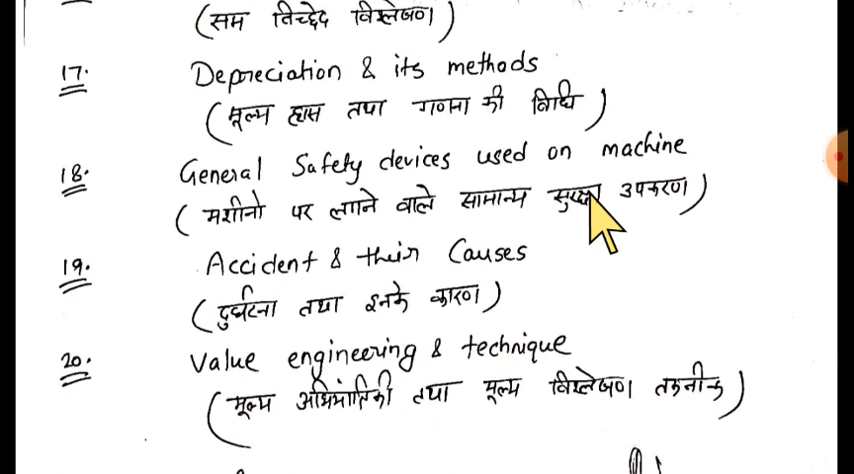 (सम विच्छेद विश्लेषण)
17. Depreciation & its methods
(मूल्य ह्रास तथा गणना की विधि)
18. General Safety devices used on machine
(मशीनो पर लगाने वाले सामान्य सुरक्षा उपकरण)
19. Accident & their Causes
(दुर्घटना तथा इनके कारण)
20. Value engineering & technique
(मूल्य अभियांत्रिकी तथा मूल्य विश्लेषण तकनीक)